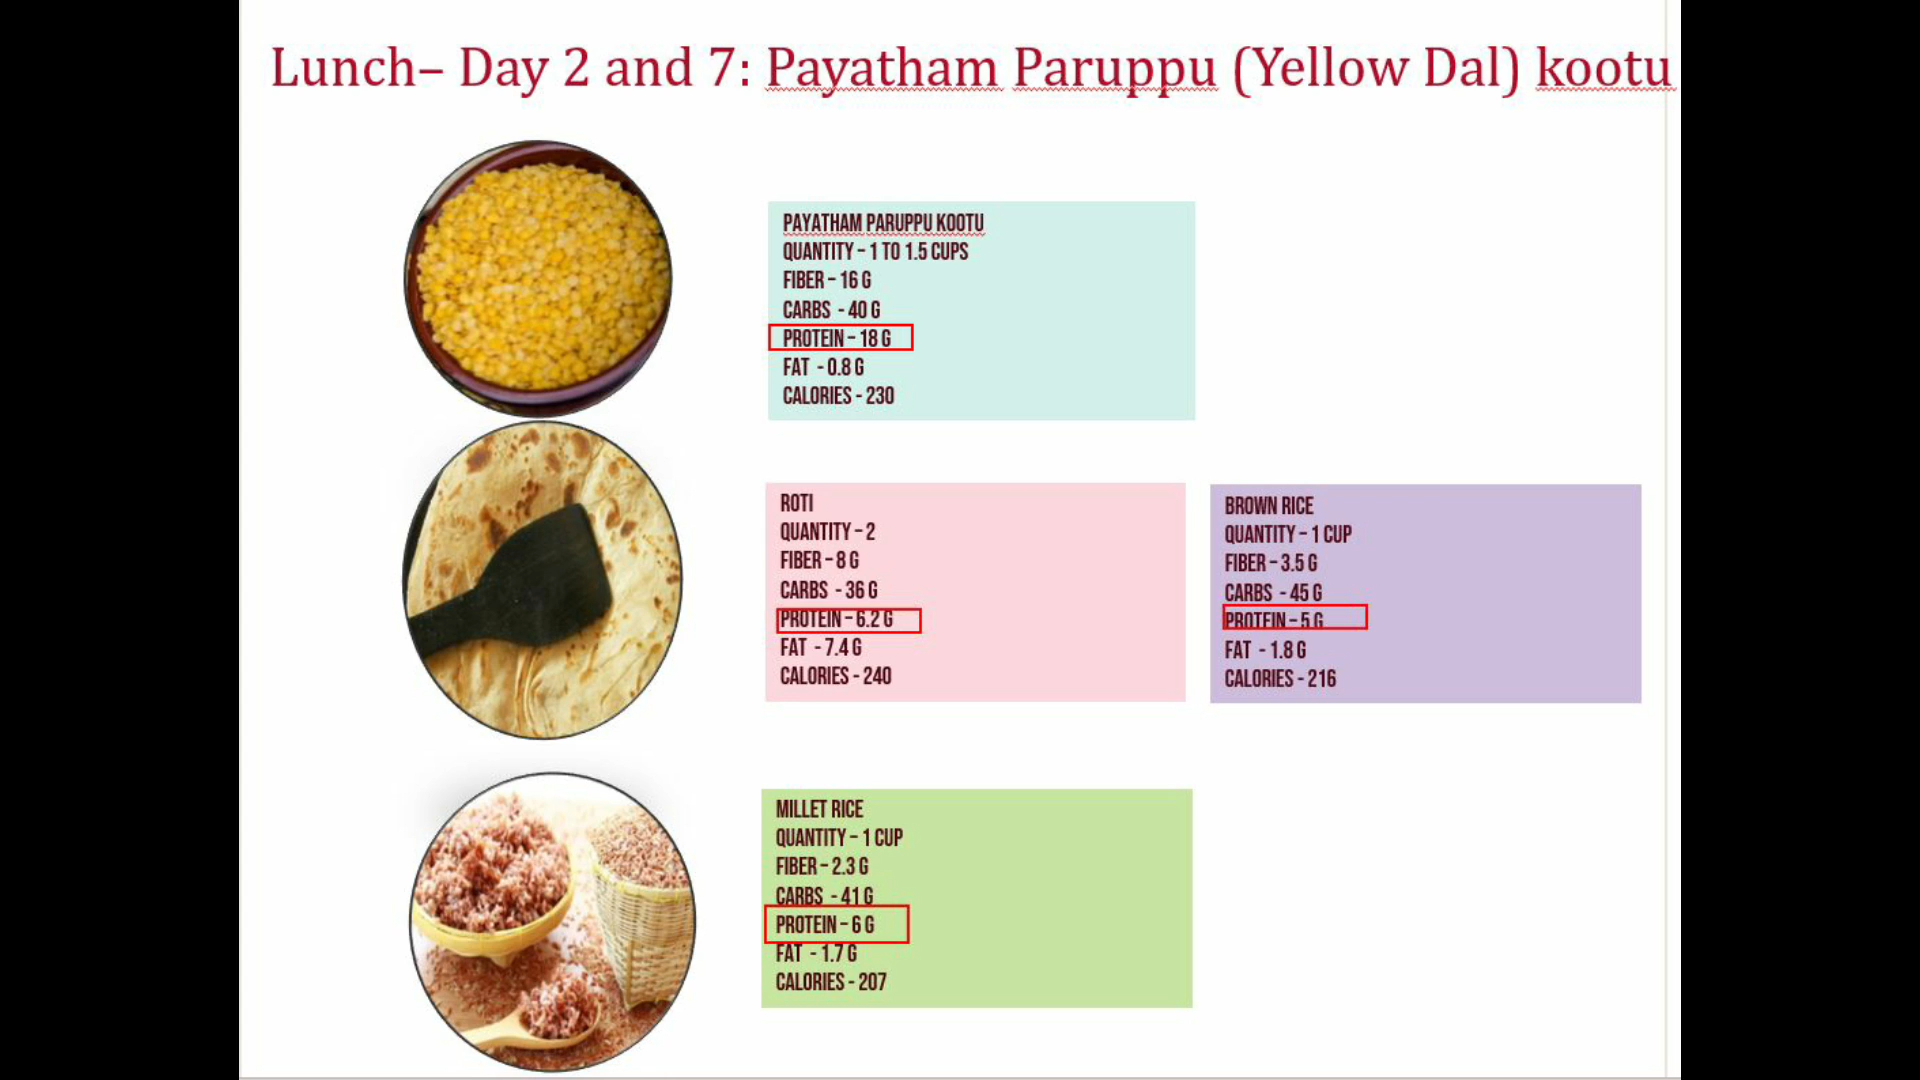 Lunch– Day 2 and 7: Payatham Paruppu (Yellow Dal) kootu
PAYATHAM PARUPPU KOOTU
QUANTITY – 1 TO 1.5 CUPS
FIBER – 16 G
CARBS - 40 G
PROTEIN – 18 G
FAT - 0.8 G
CALORIES - 230
ROTI
QUANTITY – 2
FIBER – 8 G
CARBS - 36 G
PROTEIN – 6.2 G
FAT - 7.4 G
CALORIES - 240
BROWN RICE
QUANTITY – 1 CUP
FIBER – 3.5 G
CARBS - 45 G
PROTEIN – 5 G
FAT - 1.8 G
CALORIES - 216
MILLET RICE
QUANTITY – 1 CUP
FIBER – 2.3 G
CARBS - 41 G
PROTEIN – 6 G
FAT - 1.7 G
CALORIES - 207